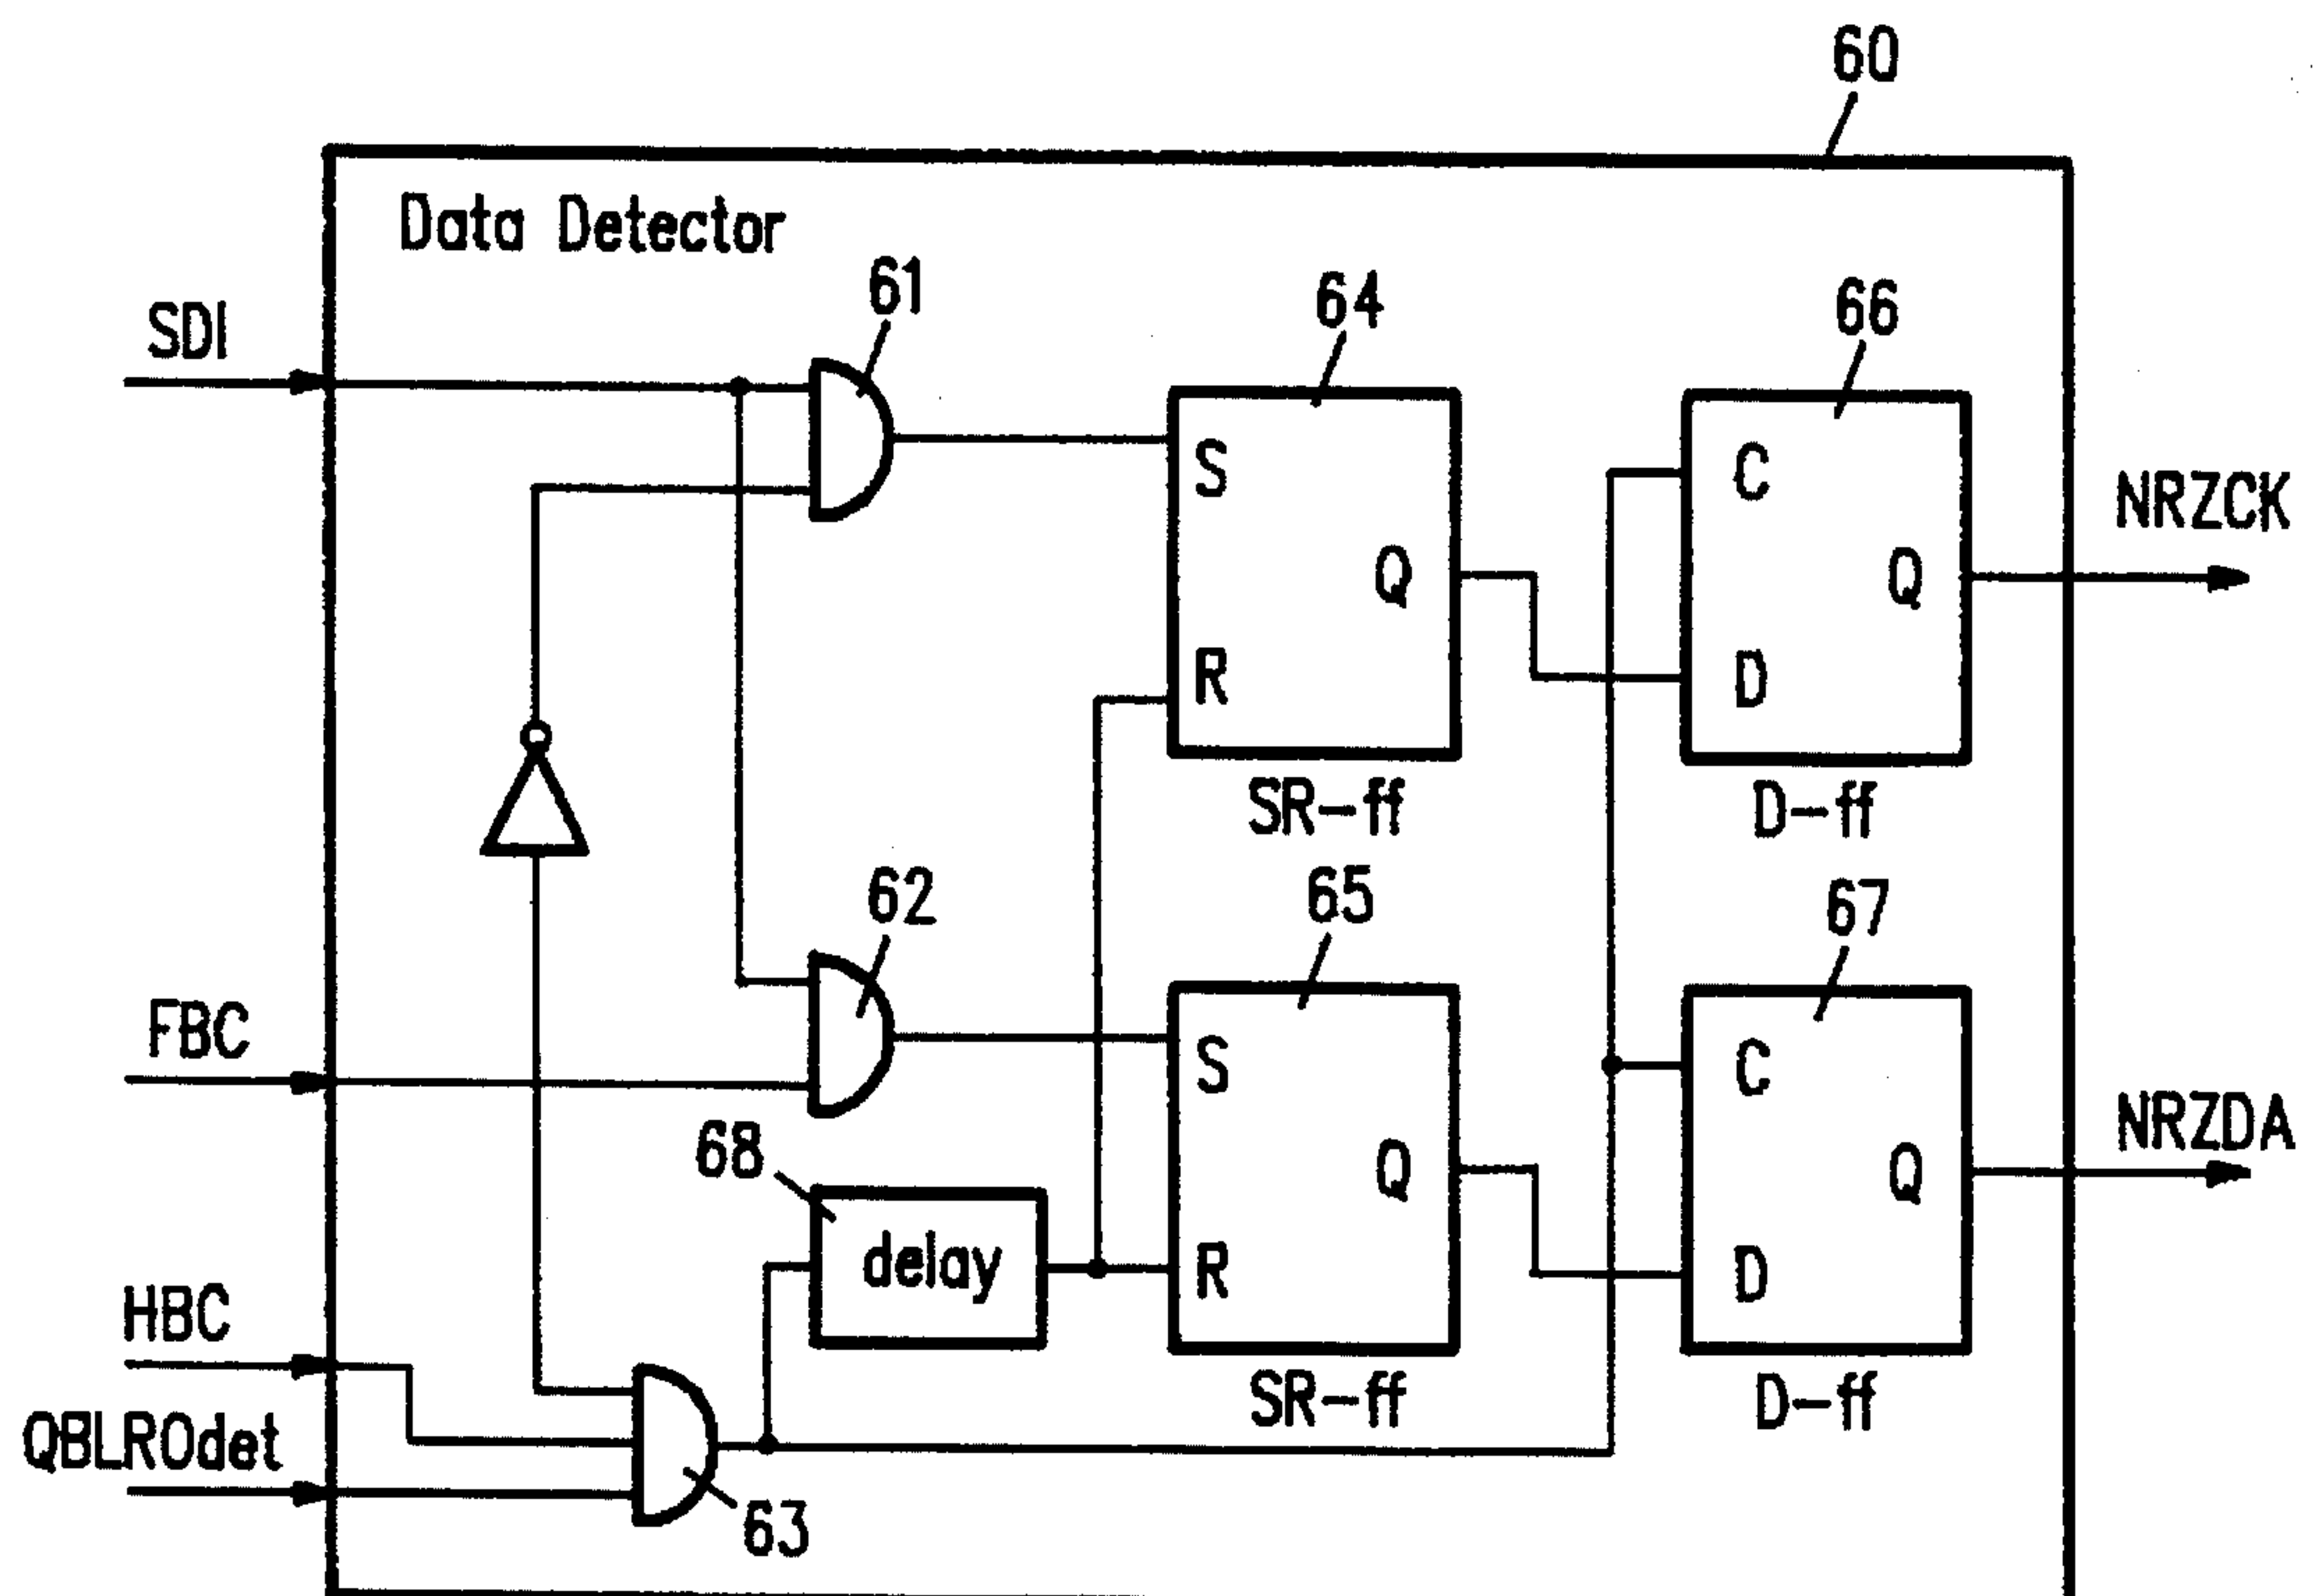 60
Data Detector
SDI
61
64
66
S
Q
R
SR-ff
C
Q
D
D-ff
NRZCK
62
65
67
FBC
68
delay
S
Q
R
SR-ff
C
Q
D
D-ff
NRZDA
HBC
QBLROdet
63